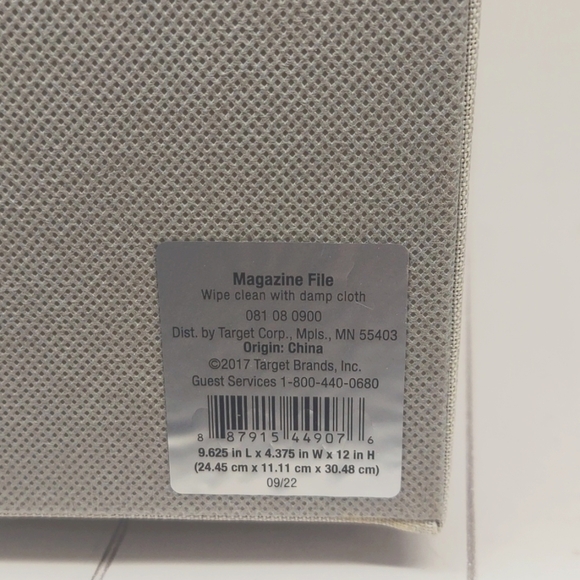 Magazine File
Wipe clean with damp cloth
081 08 0900
Dist. by Target Corp., Mpls., MN 55403
Origin: China
©2017 Target Brands, Inc.
Guest Services 1-800-440-0680
8 87915 44907 6
9.625 in L x 4.375 in W x 12 in H
(24.45 cm x 11.11 cm x 30.48 cm)
09/22